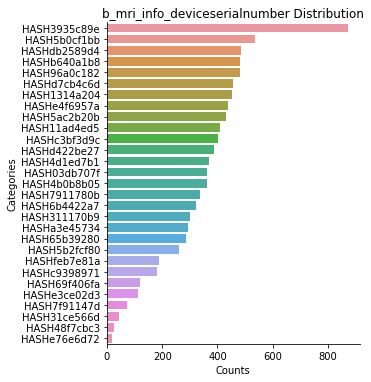 b_mri_info_deviceserialnumber Distribution
HASH3935c89e
HASH5b0cf1bb
HASHdb2589d4
HASHb640a1b8
HASH96a0c182
HASHd7cb4c6d
HASH1314a204
HASHe4f6957a
HASH5ac2b20b
HASH11ad4ed5
HASHc3bf3d9c
HASHd422be27
HASH4d1ed7b1
HASH03db707f
HASH4b0b8b05
HASH7911780b
HASH6b4422a7
HASH311170b9
HASHa3e45734
HASH65b39280
HASH5b2fcf80
HASHfeb7e81a
HASHc9398971
HASH69f406fa
HASHe3ce02d3
HASH7f91147d
HASH31ce566d
HASH48f7cbc3
HASHe76e6d72
Categories
0 200 400 600 800
Counts